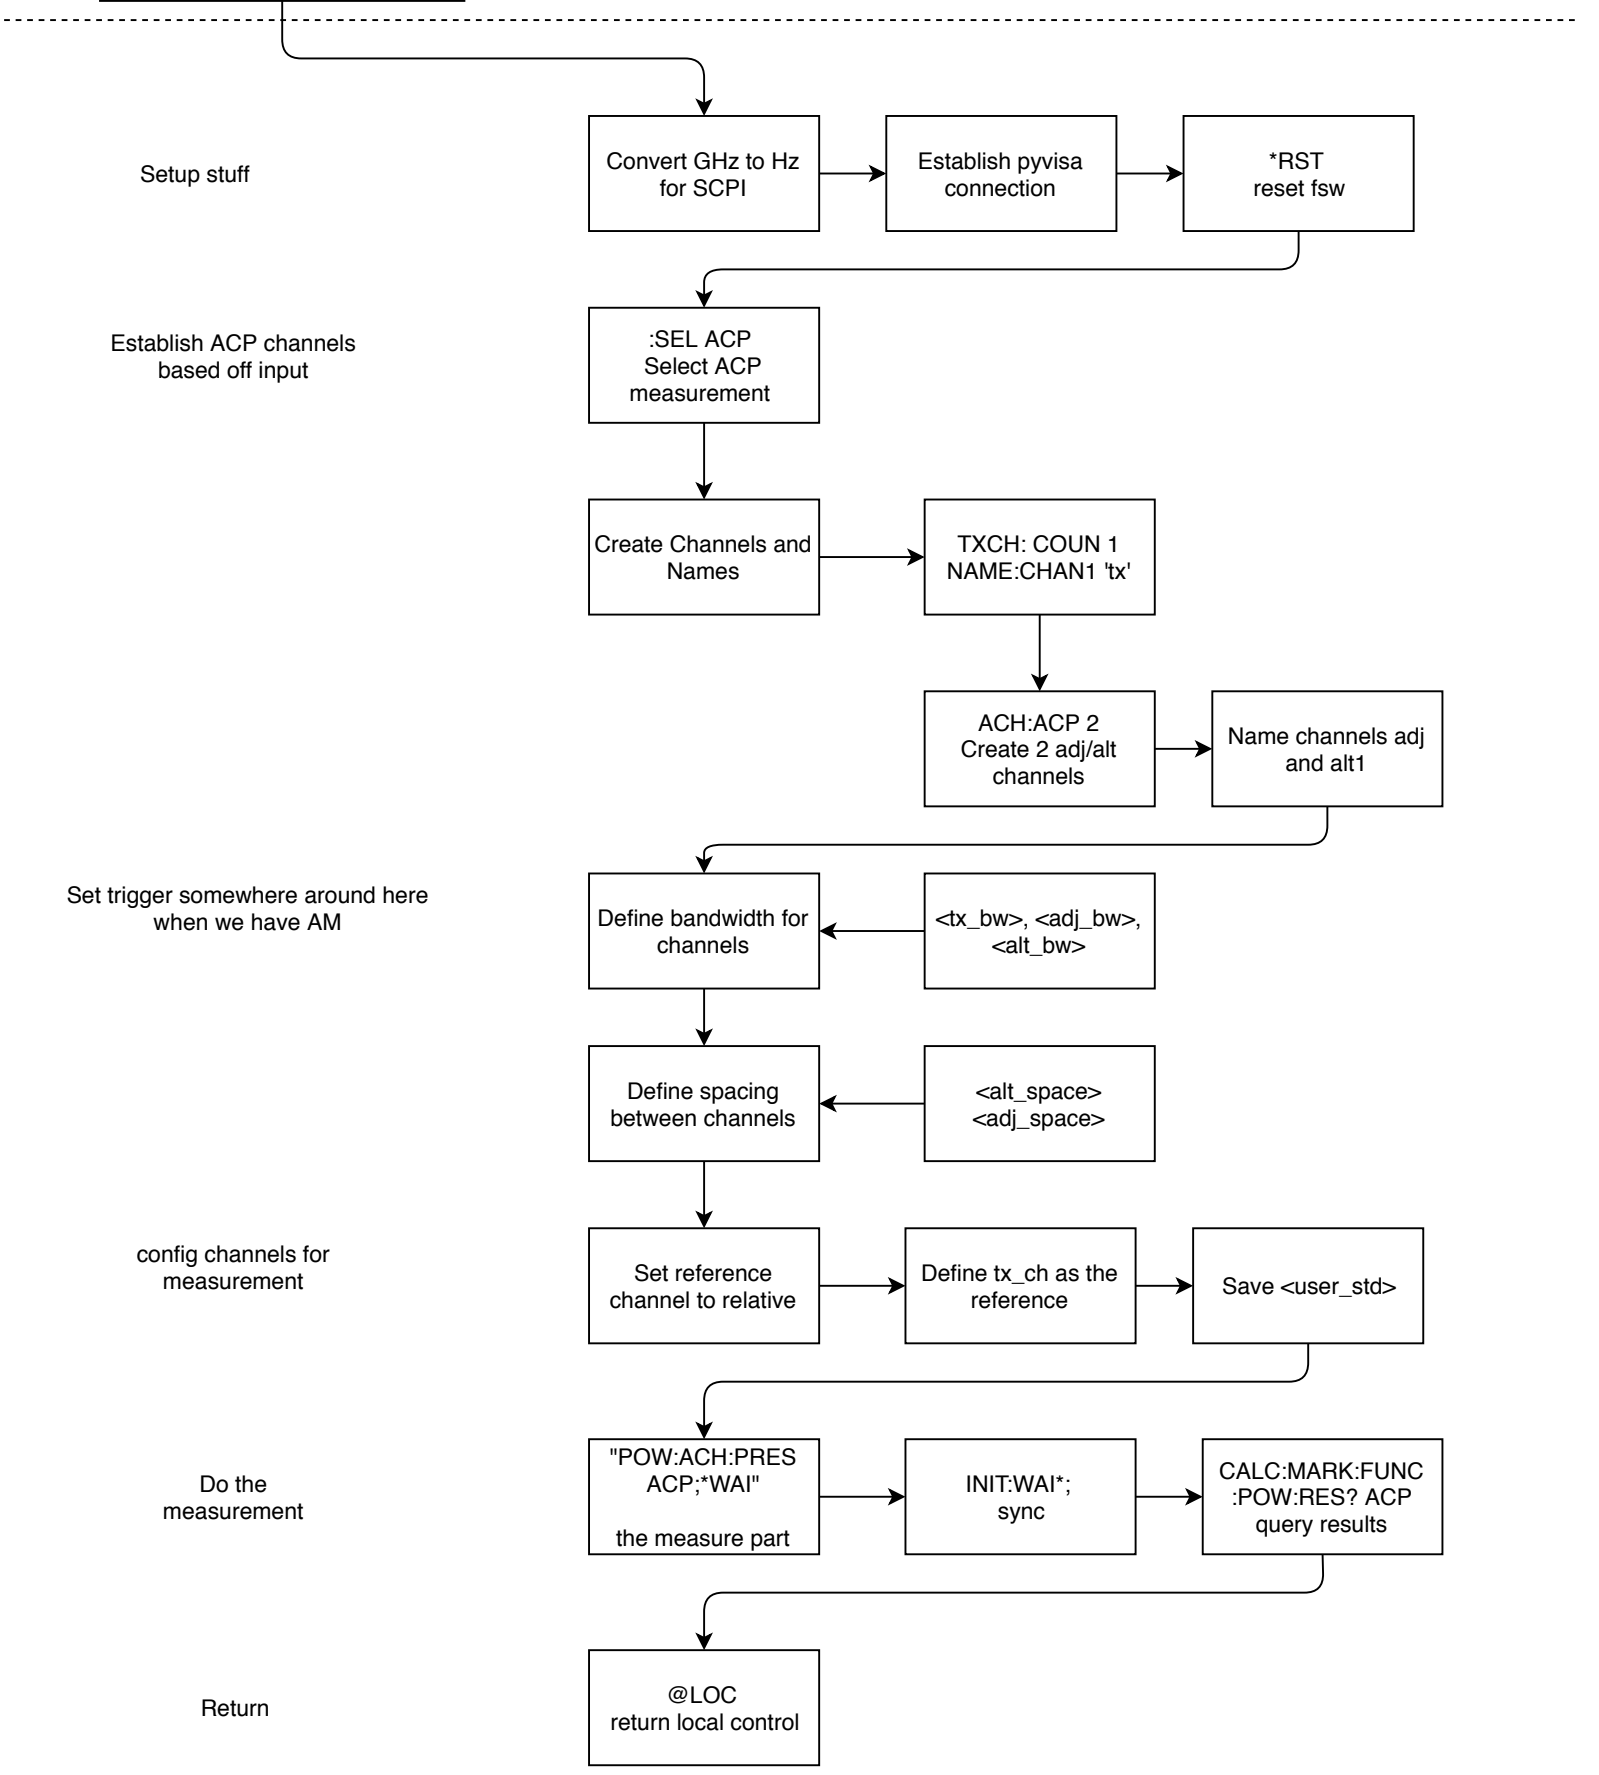 Setup stuff
Convert GHz to Hz
for SCPI
Establish pyvisa
connection
*RST
reset fsw
Establish ACP channels
based off input
:SEL ACP
Select ACP
measurement
Create Channels and
Names
TXCH: COUN 1
NAME:CHAN1 'tx'
ACH:ACP 2
Create 2 adj/alt
channels
Name channels adj
and alt1
Set trigger somewhere around here
when we have AM
Define bandwidth for
channels
<tx_bw>, <adj_bw>,
<alt_bw>
Define spacing
between channels
<alt_space>
<adj_space>
config channels for
measurement
Set reference
channel to relative
Define tx_ch as the
reference
Save <user_std>
Do the
measurement
"POW:ACH:PRES
ACP;*WAI"
the measure part
INIT:WAI*;
sync
CALC:MARK:FUNC
:POW:RES? ACP
query results
Return
@LOC
return local control